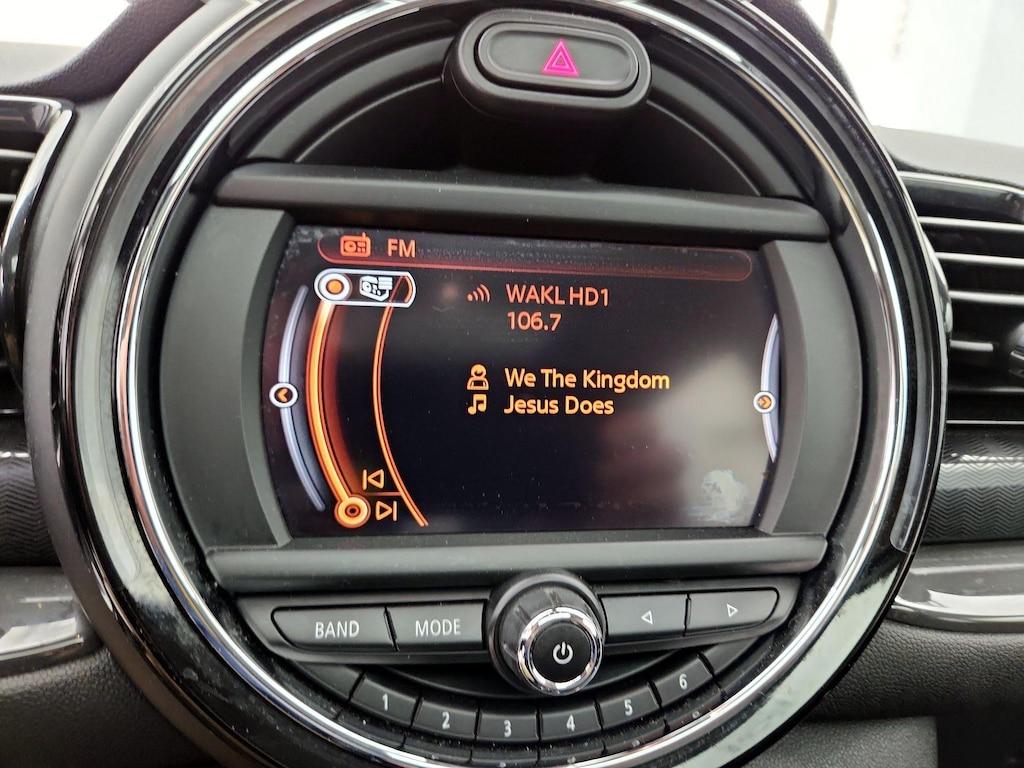 FM
WAKL HD1
106.7
We The Kingdom
Jesus Does
BAND
MODE
1
2
3
4
5
6